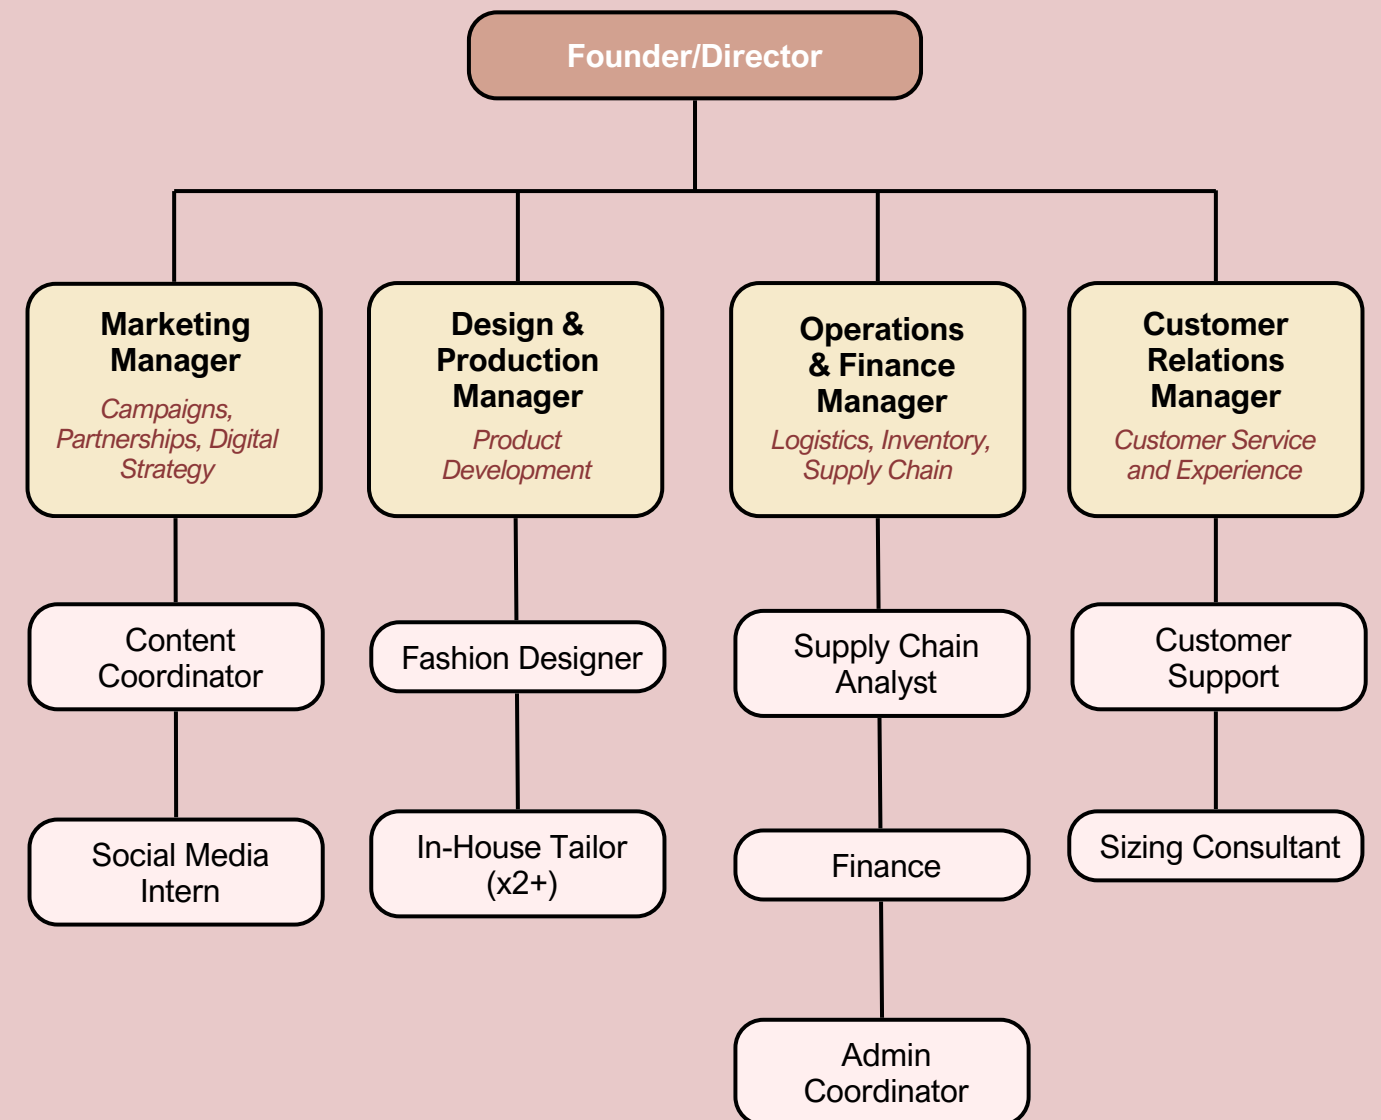 Founder/Director
Marketing
Manager
Campaigns,
Partnerships, Digital
Strategy
Design &
Production
Manager
Product
Development
Operations
& Finance
Manager
Logistics, Inventory,
Supply Chain
Customer
Relations
Manager
Customer Service
and Experience
Content
Coordinator
Fashion Designer
Supply Chain
Analyst
Customer
Support
Social Media
Intern
In-House Tailor
(x2+)
Finance
Sizing Consultant
Admin
Coordinator